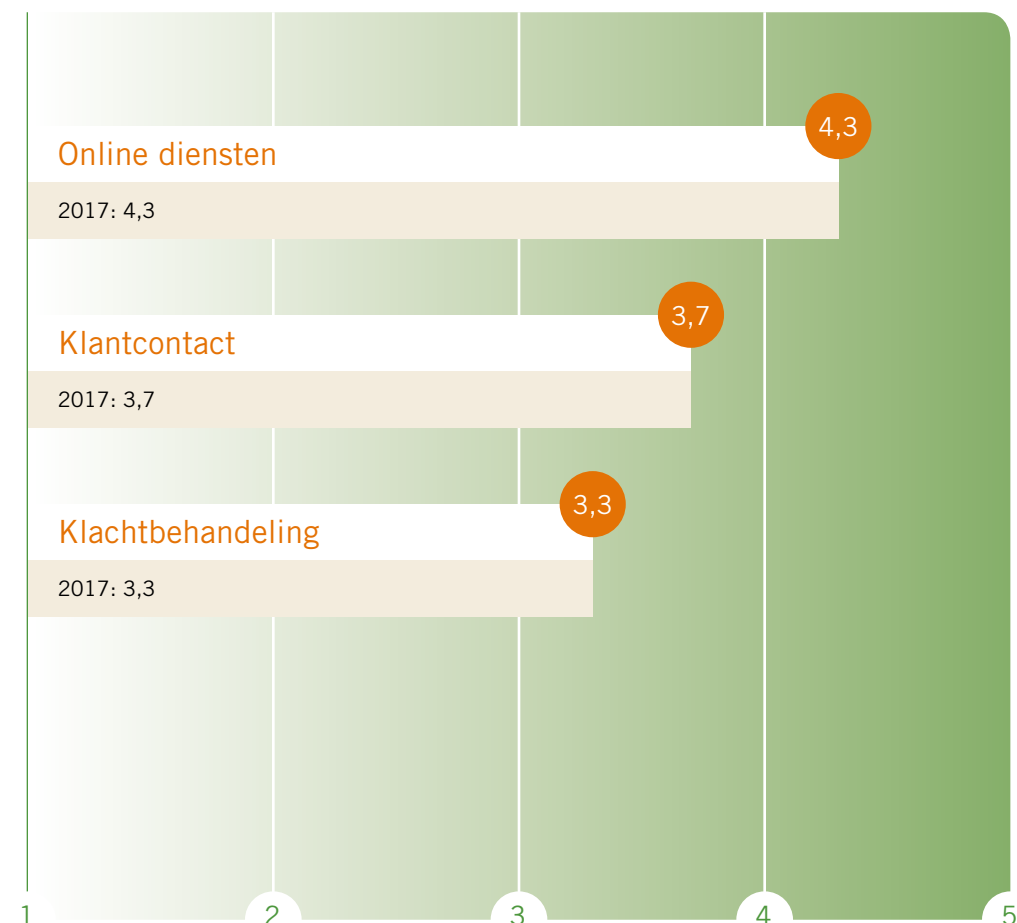 4,3
Online diensten
2017: 4,3
3,7
Klantcontact
2017: 3,7
3,3
Klachtbehandeling
2017: 3,3
1 2 3 4 5